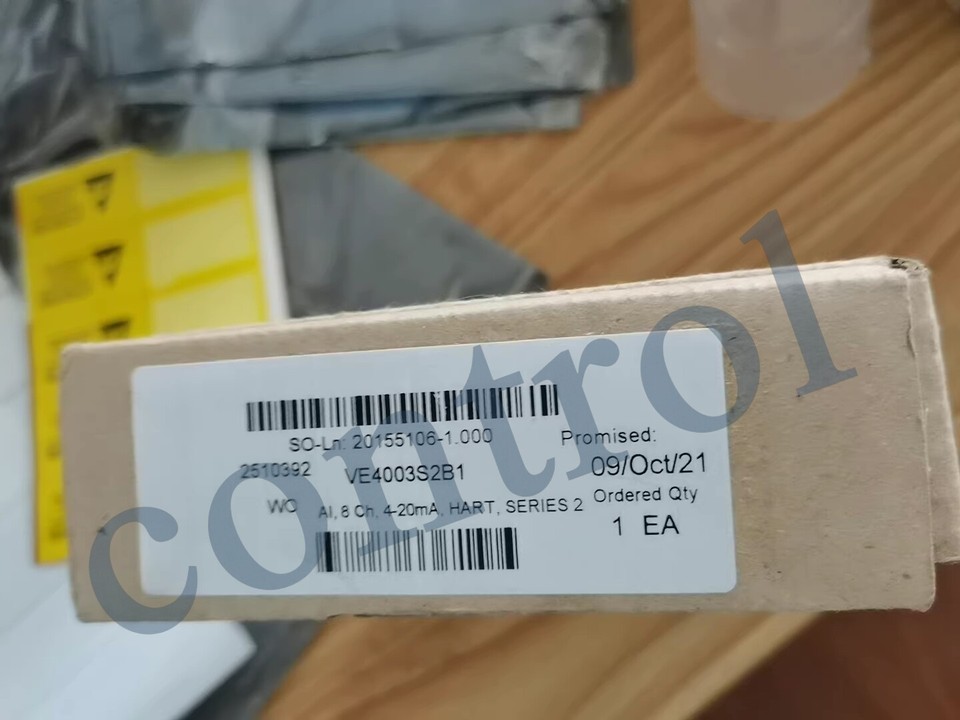 SO-Ln: 20155106-1.000
Promised:
2510392 VE4003S2B1
09/Oct/21
WO AI, 8 Ch, 4-20mA, HART, SERIES 2
Ordered Qty
1 EA
control